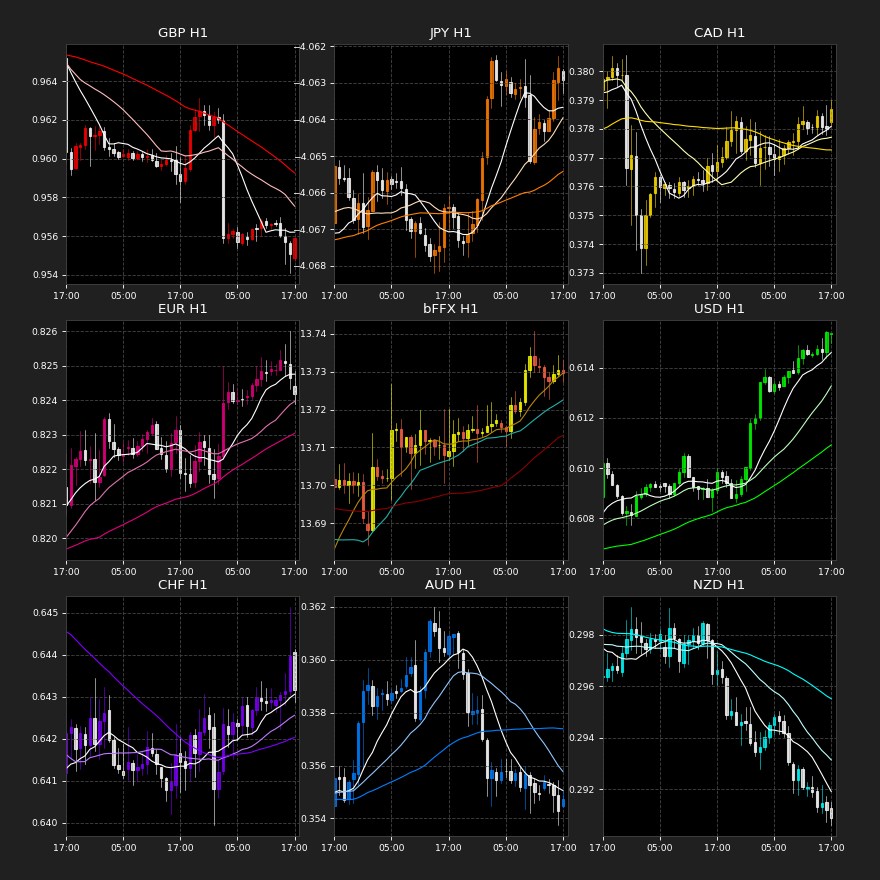 GBP H1
0.964
0.962
0.960
0.958
0.956
0.954
17:00 05:00 17:00 05:00 17:00
JPY H1
−4.062
−4.063
−4.064
−4.065
−4.066
−4.067
−4.068
17:00 05:00 17:00 05:00 17:00
CAD H1
0.380
0.379
0.378
0.377
0.376
0.375
0.374
0.373
17:00 05:00 17:00 05:00 17:00
EUR H1
0.826
0.825
0.824
0.823
0.822
0.821
0.820
17:00 05:00 17:00 05:00 17:00
bFFX H1
13.74
13.73
13.72
13.71
13.70
13.69
17:00 05:00 17:00 05:00 17:00
USD H1
0.614
0.612
0.610
0.608
17:00 05:00 17:00 05:00 17:00
CHF H1
0.645
0.644
0.643
0.642
0.641
0.640
17:00 05:00 17:00 05:00 17:00
AUD H1
0.362
0.360
0.358
0.356
0.354
17:00 05:00 17:00 05:00 17:00
NZD H1
0.298
0.296
0.294
0.292
17:00 05:00 17:00 05:00 17:00